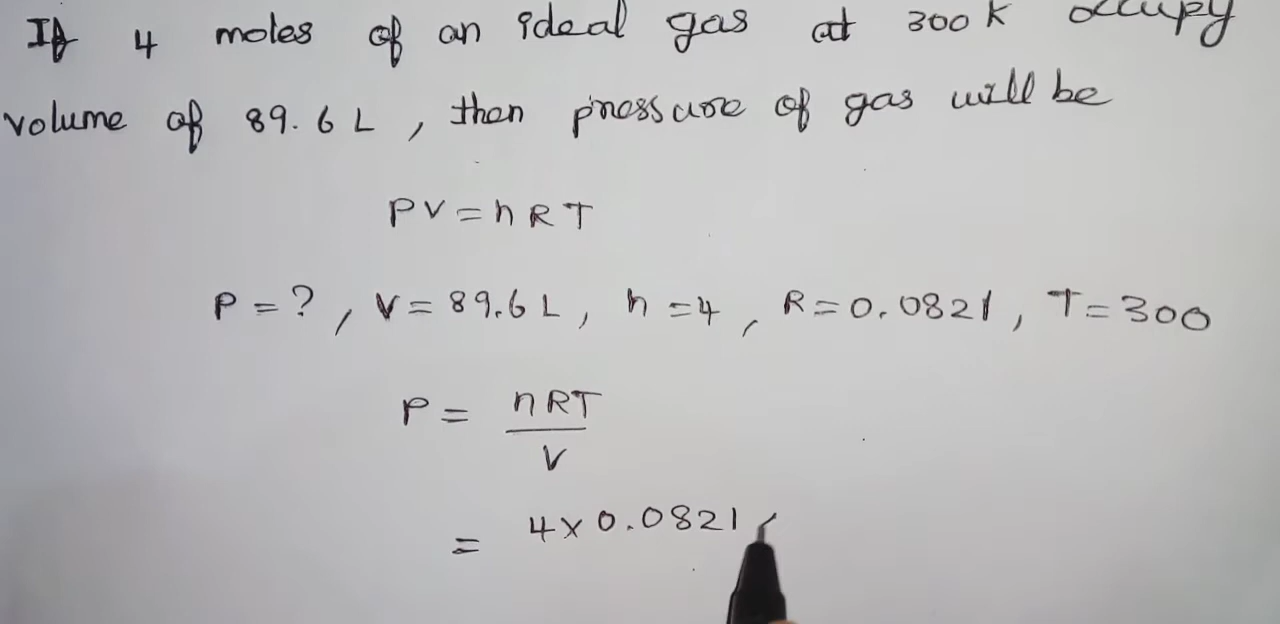 If 4 moles of an ideal gas at 300 K occupy
volume of 89.6 L , then pressure of gas will be
PV = nRT
P = ? , V = 89.6 L , n = 4 , R = 0.0821 , T = 300
P = nRT
V
= 4 x 0.0821